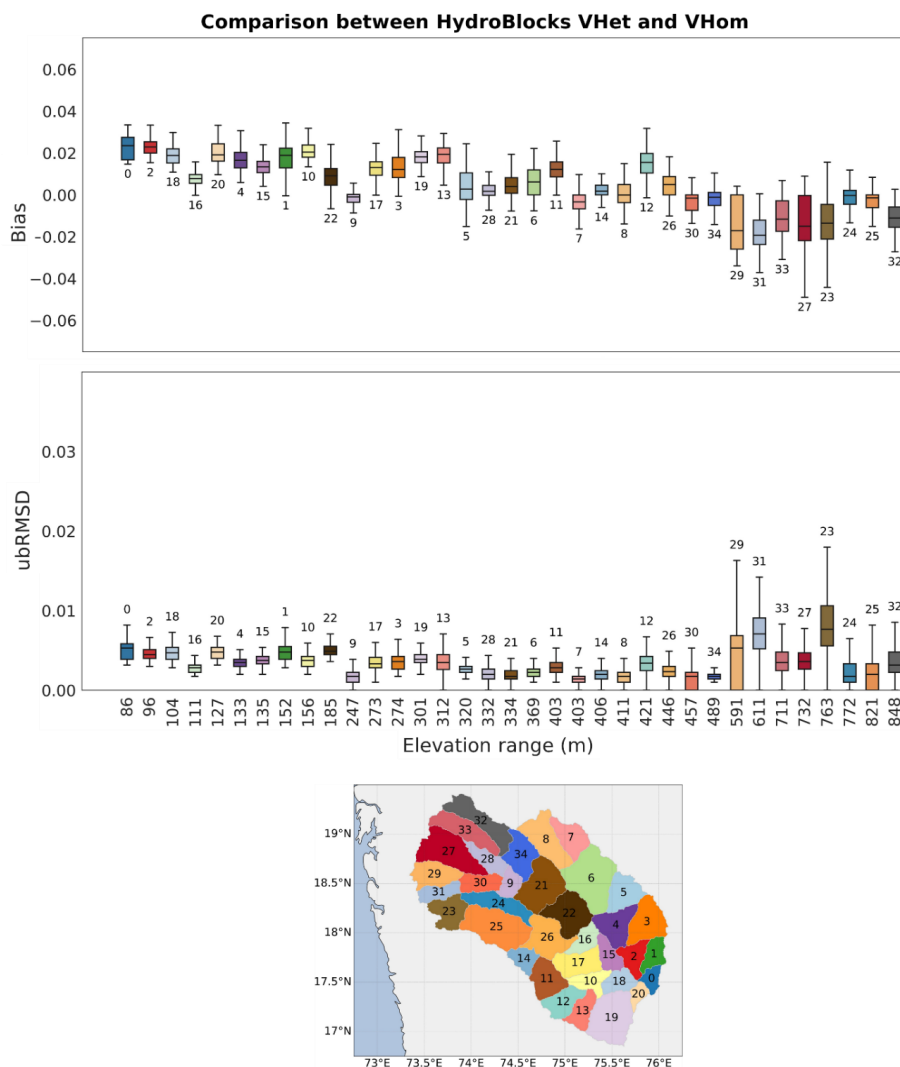 Comparison between HydroBlocks VHet and VHom
Bias
0.06
0.04
0.02
0.00
−0.02
−0.04
−0.06
0 2 18 16 20 4 15 1 10 22 9 17 3 19 13 5 28 21 6 11 7 14 8 12 26 30 34 29 31 33 27 23 24 25 32
ubRMSD
0.03
0.02
0.01
0.00
0 2 18 16 20 4 15 1 10 22 9 17 3 19 13 5 28 21 6 11 7 14 8 12 26 30 34 29 31 33 27 23 24 25 32
86 96 104 111 127 133 135 152 156 185 247 273 274 301 312 320 332 334 369 403 403 406 411 421 446 457 489 591 611 711 732 763 772 821 848
Elevation range (m)
19°N
18.5°N
18°N
17.5°N
17°N
32
33
8 7
27 28 34
29 30 9 21 6
31 24 5
23 22
25 4 3
26 16
14 15 2 1
17
11 10 18 0
12 13 20
19
73°E 73.5°E 74°E 74.5°E 75°E 75.5°E 76°E